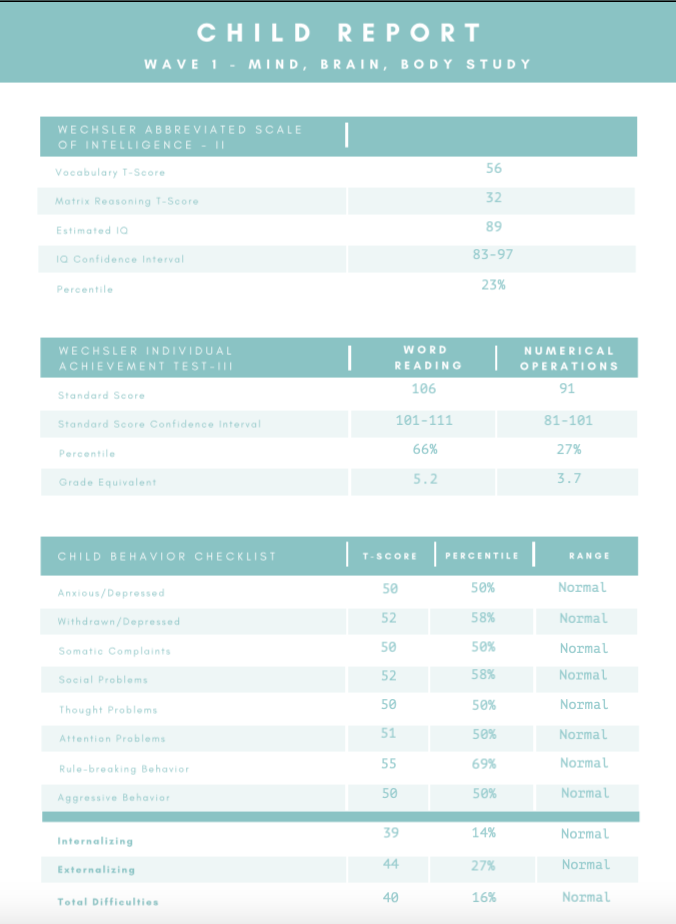 CHILD REPORT
WAVE 1 - MIND, BRAIN, BODY STUDY
WECHSLER ABBREVIATED SCALE
OF INTELLIGENCE - II
Vocabulary T-Score 56
Matrix Reasoning T-Score 32
Estimated IQ 89
IQ Confidence Interval 83-97
Percentile 23%
WECHSLER INDIVIDUAL
ACHIEVEMENT TEST-III
WORD
READING
NUMERICAL
OPERATIONS
Standard Score 106 91
Standard Score Confidence Interval 101-111 81-101
Percentile 66% 27%
Grade Equivalent 5.2 3.7
CHILD BEHAVIOR CHECKLIST T-SCORE PERCENTILE RANGE
Anxious/Depressed 50 50% Normal
Withdrawn/Depressed 52 58% Normal
Somatic Complaints 50 50% Normal
Social Problems 52 58% Normal
Thought Problems 50 50% Normal
Attention Problems 51 50% Normal
Rule-breaking Behavior 55 69% Normal
Aggressive Behavior 50 50% Normal
Internalizing 39 14% Normal
Externalizing 44 27% Normal
Total Difficulties 40 16% Normal